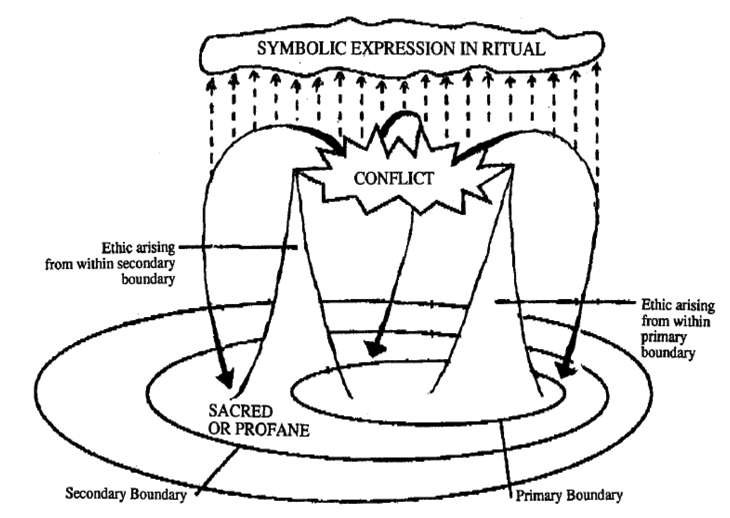 SYMBOLIC EXPRESSION IN RITUAL
CONFLICT
Ethic arising
from within secondary
boundary
Ethic arising
from within
primary
boundary
SACRED
OR PROFANE
Secondary Boundary
Primary Boundary